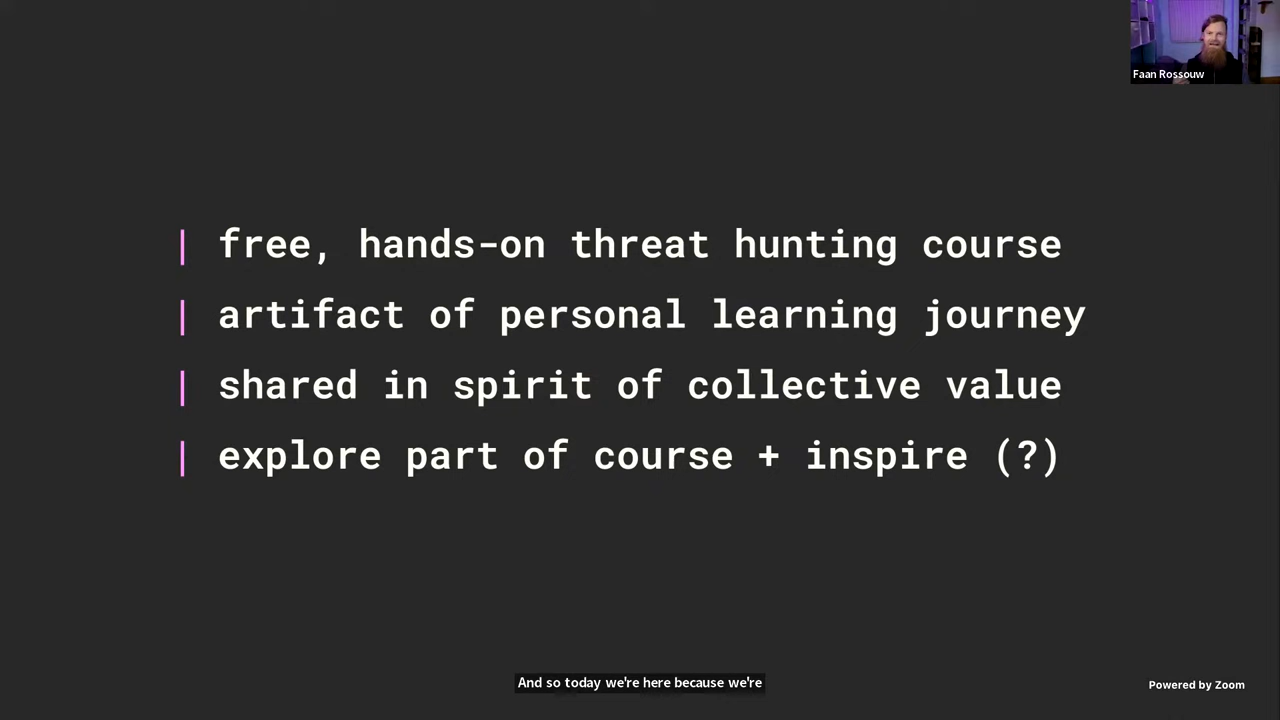 Faan Rossouw
| free, hands-on threat hunting course
| artifact of personal learning journey
| shared in spirit of collective value
| explore part of course + inspire (?)
And so today we're here because we're
Powered by Zoom